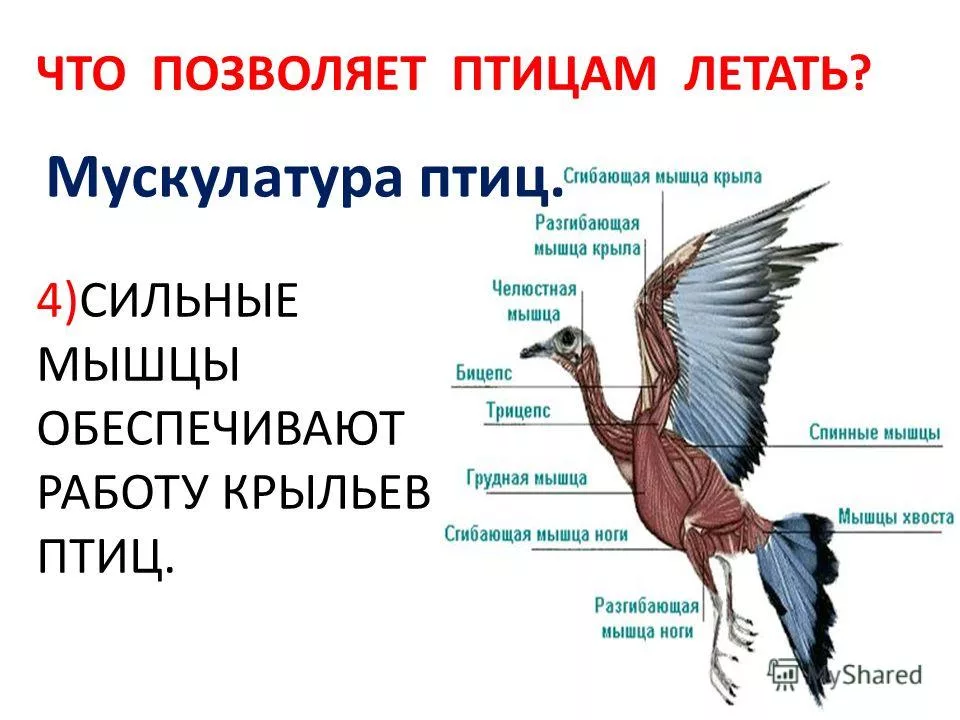 ЧТО ПОЗВОЛЯЕТ ПТИЦАМ ЛЕТАТЬ?
Мускулатура птиц.
4)СИЛЬНЫЕ
МЫШЦЫ
ОБЕСПЕЧИВАЮТ
РАБОТУ КРЫЛЬЕВ
ПТИЦ.
Сгибающая мышца крыла
Разгибающая
мышца крыла
Челюстная
мышца
Бицепс
Трицепс
Грудная мышца
Сгибающая мышца ноги
Разгибающая
мышца ноги
Спинные мышцы
Мышцы хвоста
MyShared